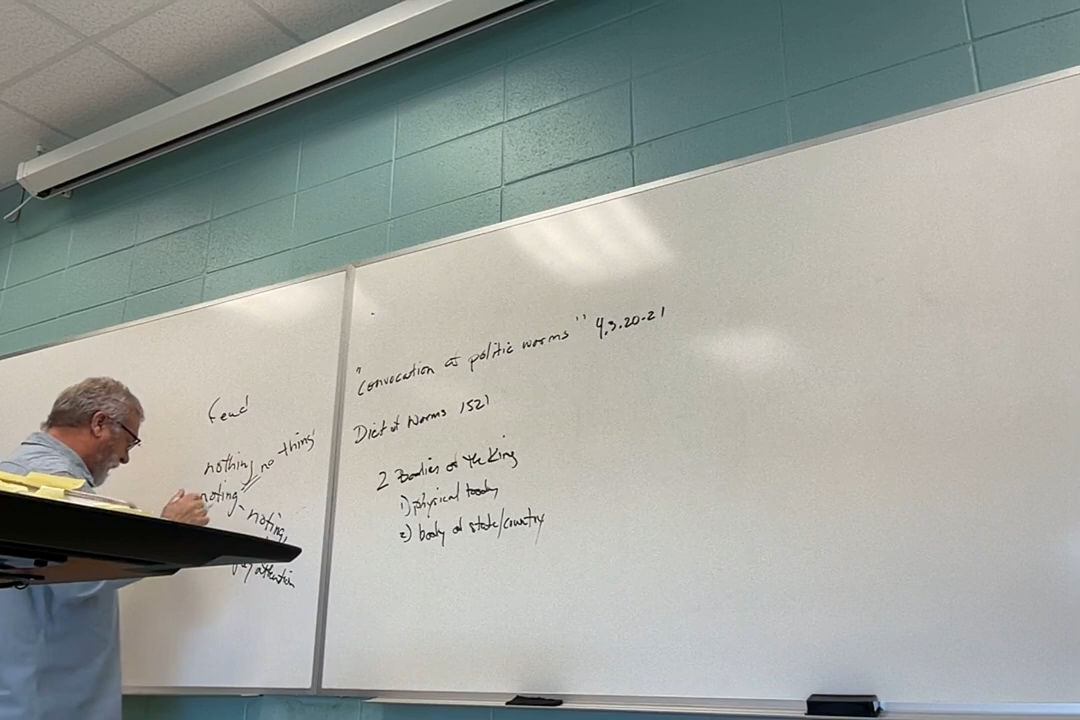 Feud
nothing no thing
noting - noting,
attention
"Convocation of politic worms" 4.3.20-21
Diet of Worms 1521
2 Bodies of the King
1) physical body
2) body of state/country